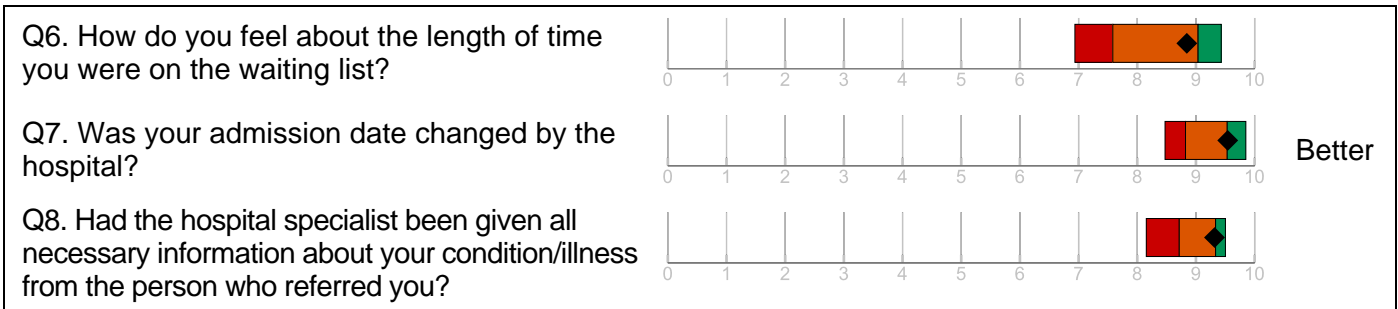 Q6. How do you feel about the length of time
you were on the waiting list?
0 1 2 3 4 5 6 7 8 9 10
Q7. Was your admission date changed by the
hospital?
0 1 2 3 4 5 6 7 8 9 10
Better
Q8. Had the hospital specialist been given all
necessary information about your condition/illness
from the person who referred you?
0 1 2 3 4 5 6 7 8 9 10